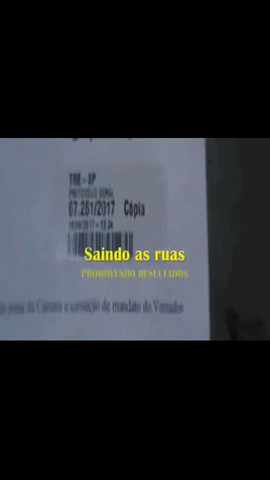 TRE-SP
PROTOCOLO GERAL
67.261/2017 Cópia
Saindo as ruas
PROMOVENDO RESULTADOS
da Câmara e cassação de mandato do Vereador